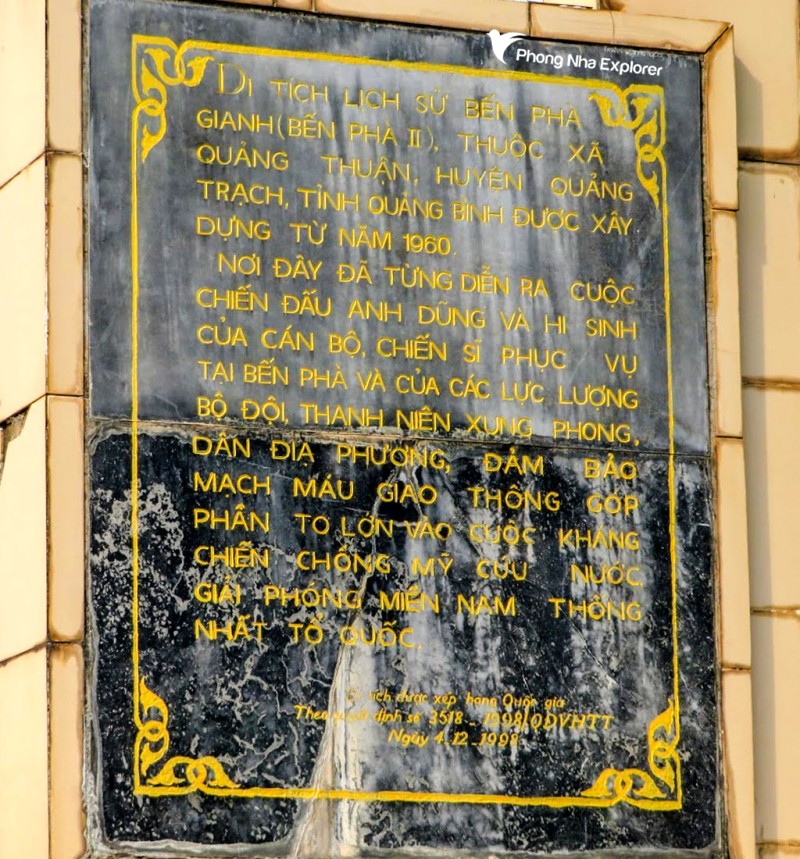 Phong Nha Explorer
DI TÍCH LỊCH SỬ BẾN PHÀ
GIANH(BẾN PHÀ II), THUỘC XÃ
QUẢNG THUẬN, HUYỆN QUẢNG
TRẠCH, TỈNH QUẢNG BÌNH ĐƯỢC XÂY
DỰNG TỪ NĂM 1960.
NƠI ĐÂY ĐÃ TỪNG DIỄN RA CUỘC
CHIẾN ĐẤU ANH DŨNG VÀ HI SINH
CỦA CÁN BỘ, CHIẾN SĨ PHỤC VỤ
TẠI BẾN PHÀ VÀ CỦA CÁC LỰC LƯỢNG
BỘ ĐỘI, THANH NIÊN XUNG PHONG,
DÂN ĐỊA PHƯƠNG, ĐẢM BẢO
MẠCH MÁU GIAO THÔNG GÓP
PHẦN TO LỚN VÀO CUỘC KHÁNG
CHIẾN CHỐNG MỸ CỨU NƯỚC
GIẢI PHÓNG MIỀN NAM THỐNG
NHẤT TỔ QUỐC.
tích được xếp hạng Quốc gia
Theo quyết định số 3518 - 1998/QĐVHTT
Ngày 4.12-1998